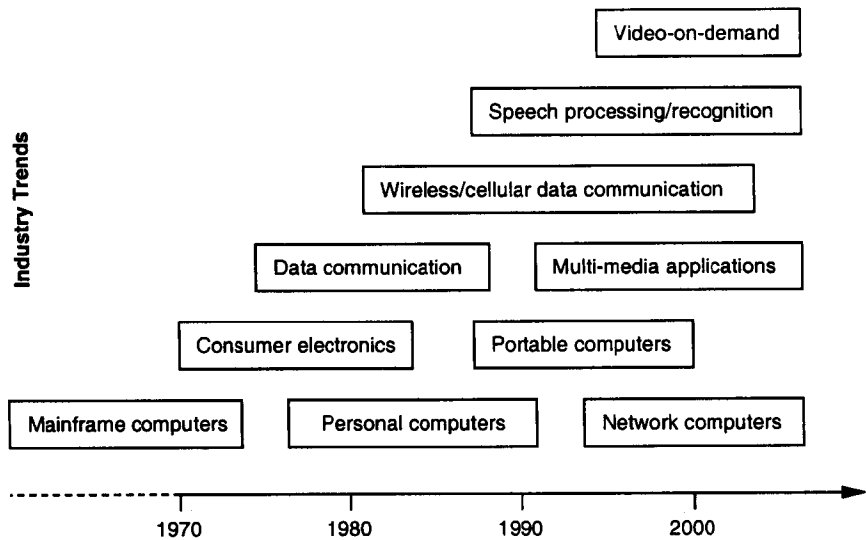 Video-on-demand
Speech processing/recognition
Wireless/cellular data communication
Industry Trends
Data communication
Multi-media applications
Consumer electronics
Portable computers
Mainframe computers
Personal computers
Network computers
1970
1980
1990
2000